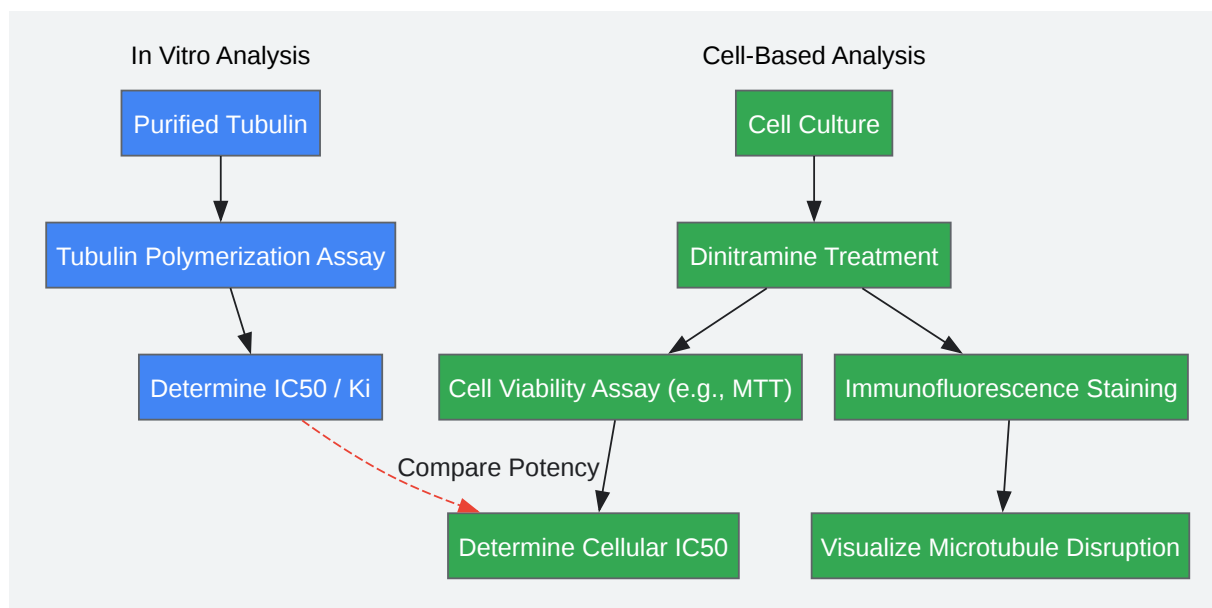 In Vitro Analysis
Cell-Based Analysis
Purified Tubulin
Cell Culture
Tubulin Polymerization Assay
Dinitramine Treatment
Determine IC50 / Ki
Cell Viability Assay (e.g., MTT)
Immunofluorescence Staining
Compare Potency
Determine Cellular IC50
Visualize Microtubule Disruption